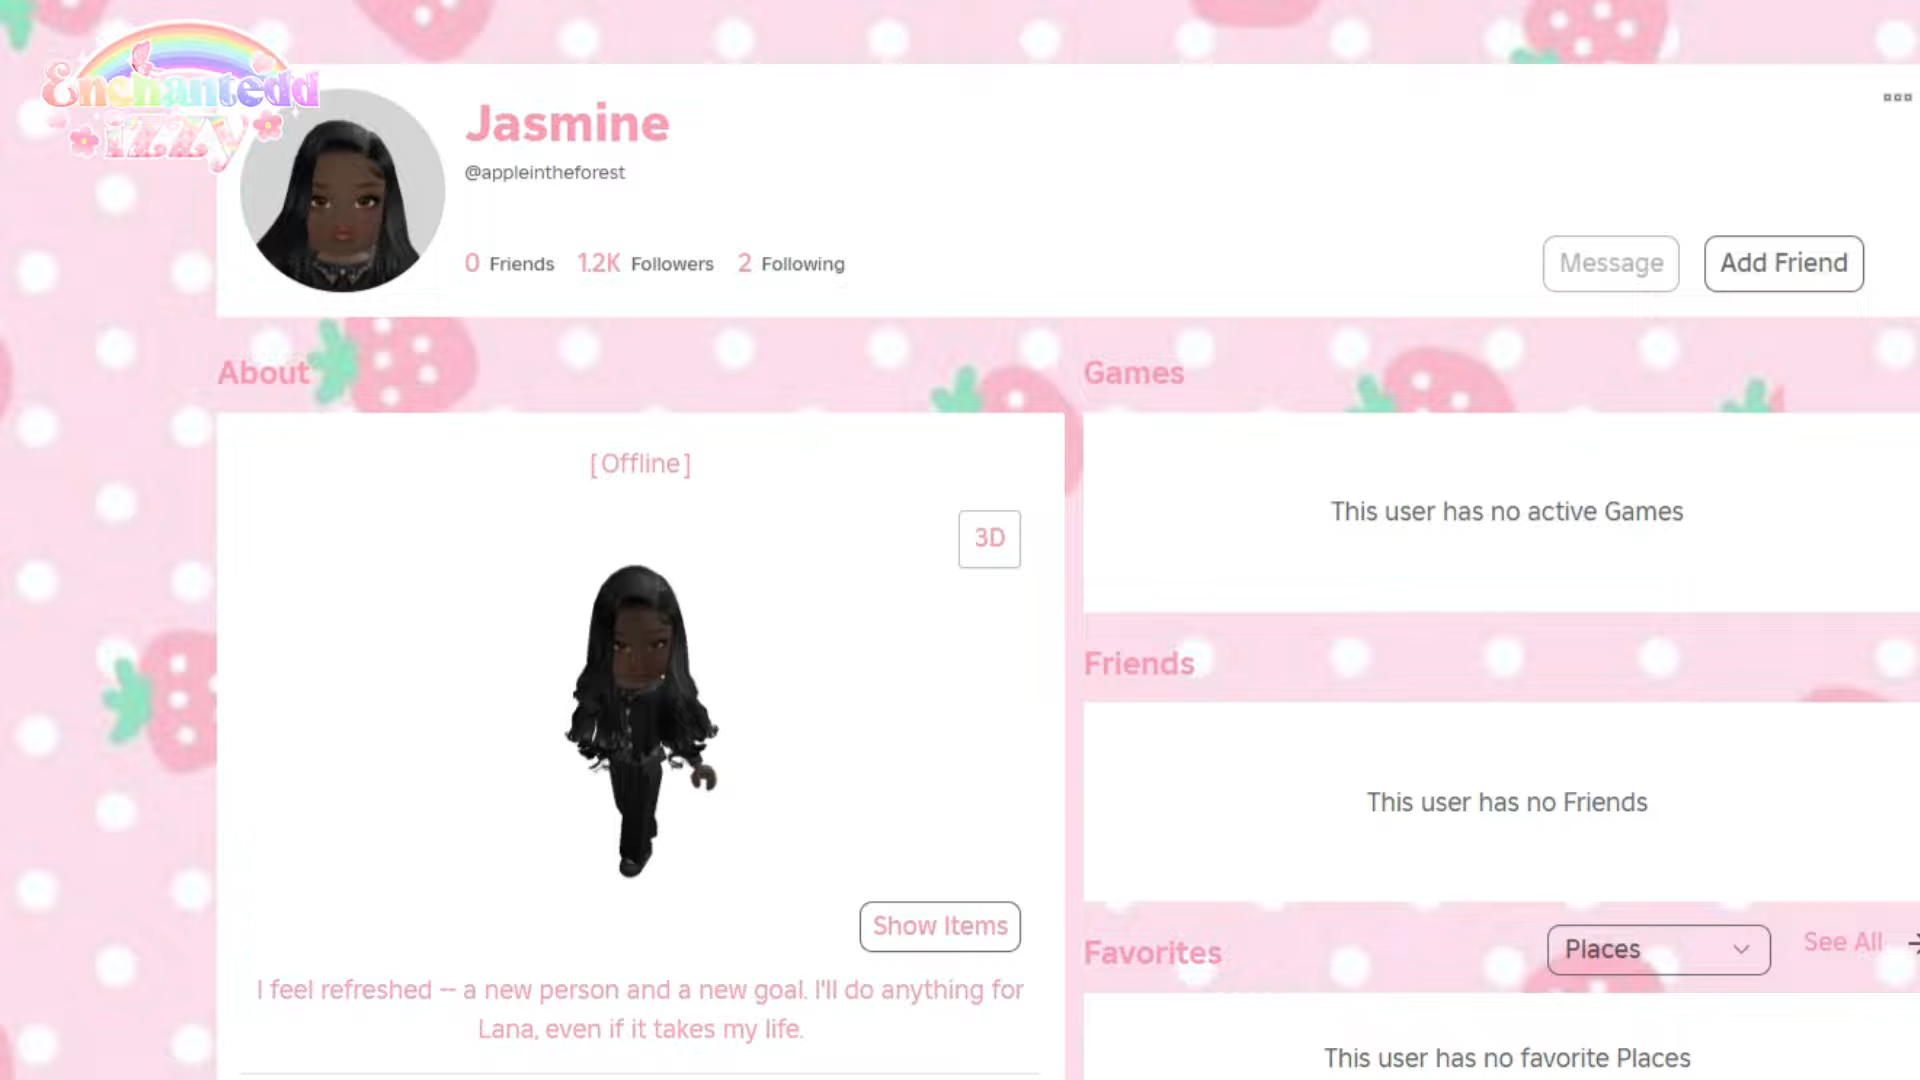 Enchantedd
izzy
Jasmine
@appleintheforest
0 Friends 1.2K Followers 2 Following
Message
Add Friend
About
[ Offline ]
3D
Show Items
I feel refreshed -- a new person and a new goal. I'll do anything for
Lana, even if it takes my life.
Games
This user has no active Games
Friends
This user has no Friends
Favorites
Places
See All
This user has no favorite Places